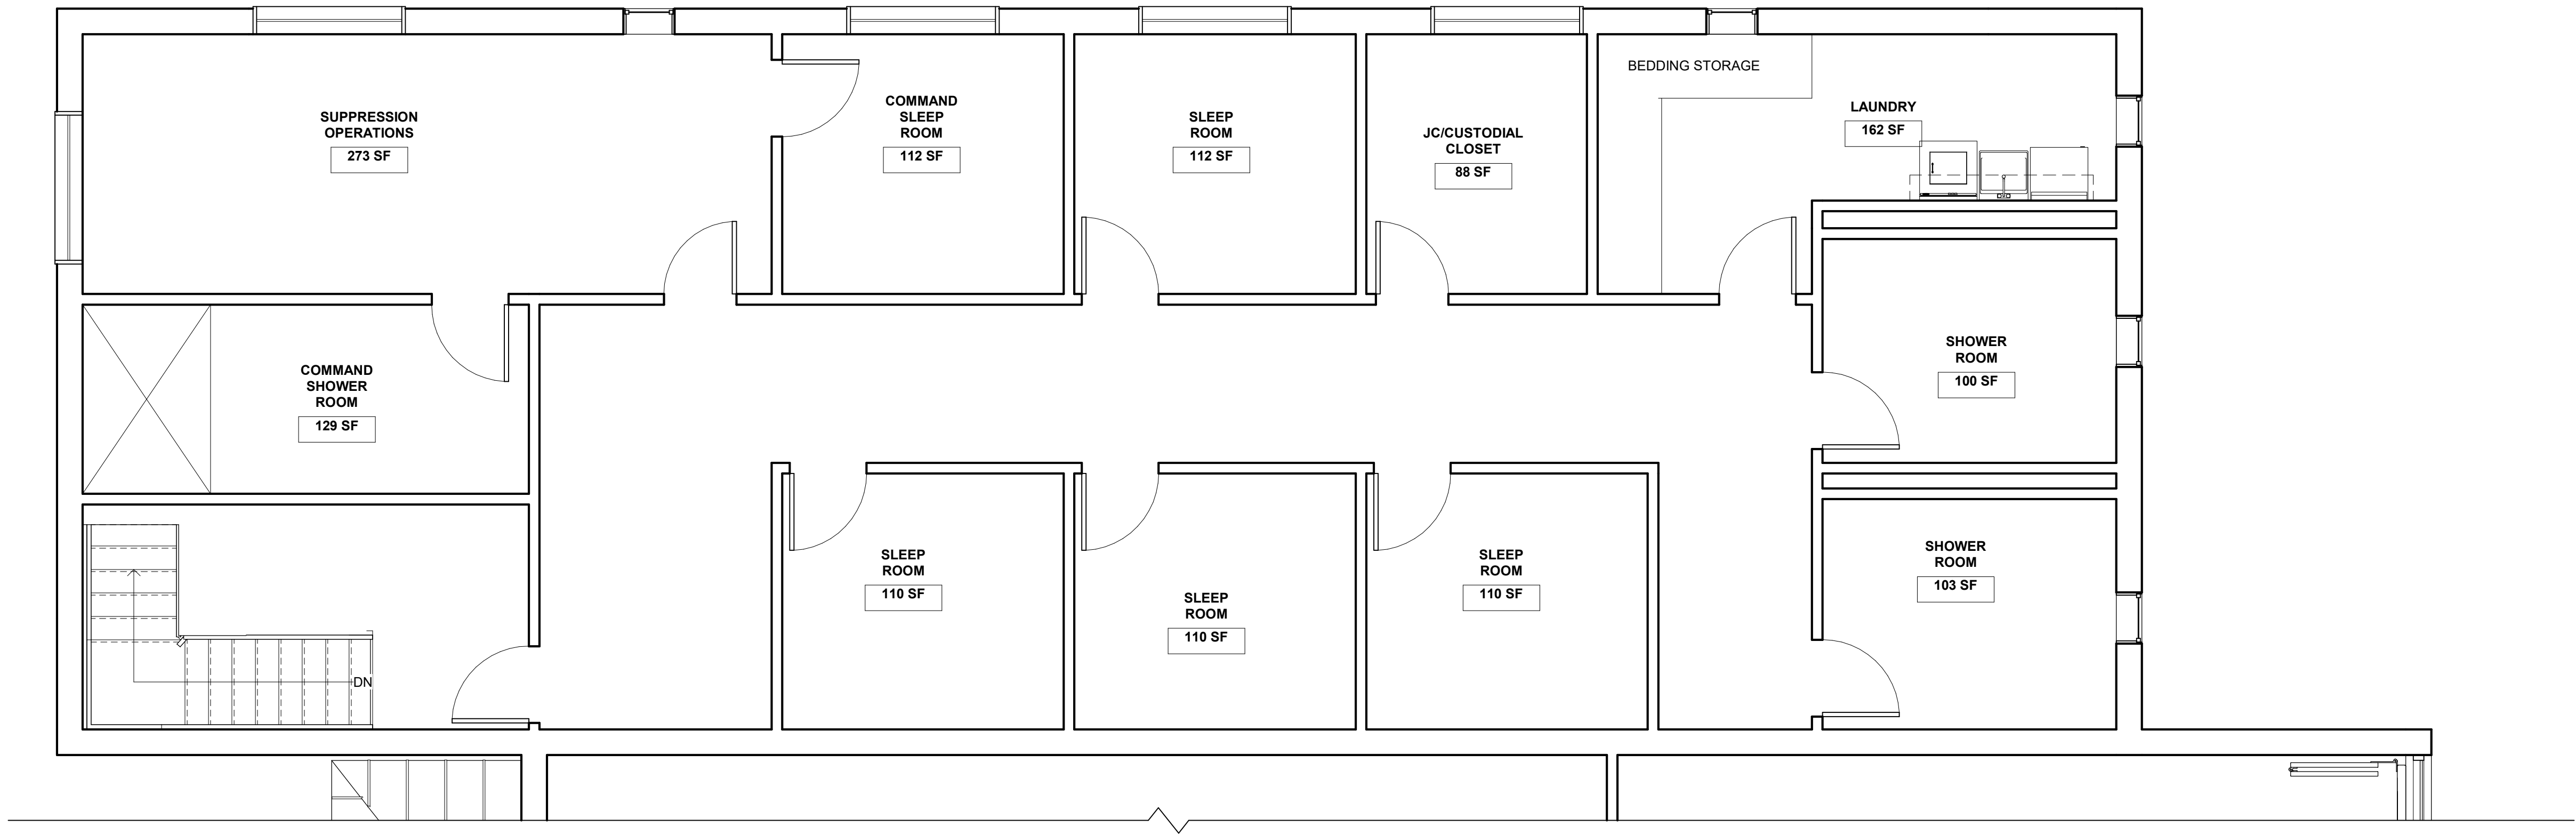 BEDDING STORAGE
SUPPRESSION
OPERATIONS
273 SF
COMMAND
SLEEP
ROOM
112 SF
SLEEP
ROOM
112 SF
JC/CUSTODIAL
CLOSET
88 SF
LAUNDRY
162 SF
COMMAND
SHOWER
ROOM
129 SF
SHOWER
ROOM
100 SF
SLEEP
ROOM
110 SF
SLEEP
ROOM
110 SF
SLEEP
ROOM
110 SF
SHOWER
ROOM
103 SF
DN